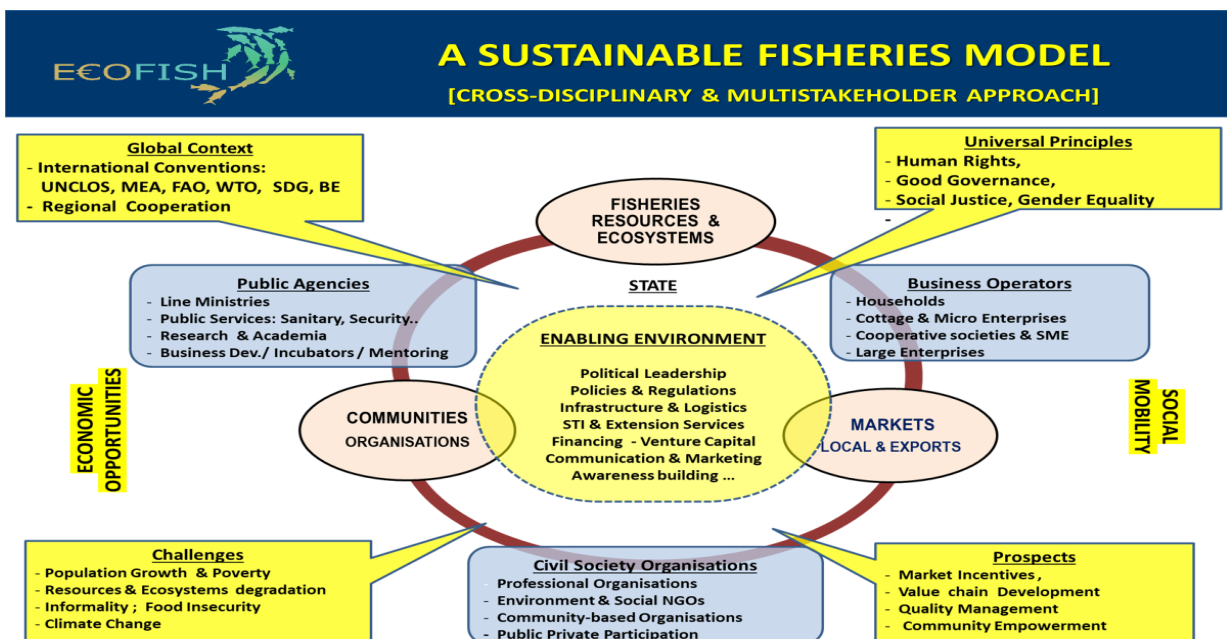 E€OFISH
A SUSTAINABLE FISHERIES MODEL
[CROSS-DISCIPLINARY & MULTISTAKEHOLDER APPROACH]
Global Context
- International Conventions:
UNCLOS, MEA, FAO, WTO, SDG, BE
- Regional Cooperation
Universal Principles
- Human Rights,
- Good Governance,
- Social Justice, Gender Equality
-
FISHERIES
RESOURCES &
ECOSYSTEMS
Public Agencies
- Line Ministries
- Public Services: Sanitary, Security..
- Research & Academia
- Business Dev./ Incubators / Mentoring
STATE
Business Operators
- Households
- Cottage & Micro Enterprises
- Cooperative societies & SME
- Large Enterprises
ENABLING ENVIRONMENT
Political Leadership
Policies & Regulations
Infrastructure & Logistics
STI & Extension Services
Financing - Venture Capital
Communication & Marketing
Awareness building ...
ECONOMIC
OPPORTUNITIES
COMMUNITIES
ORGANISATIONS
MARKETS
LOCAL & EXPORTS
SOCIAL
MOBILITY
Challenges
- Population Growth & Poverty
- Resources & Ecosystems degradation
- Informality ; Food Insecurity
- Climate Change
Civil Society Organisations
- Professional Organisations
- Environment & Social NGOs
- Community-based Organisations
- Public Private Participation
Prospects
- Market Incentives ,
- Value chain Development
- Quality Management
- Community Empowerment